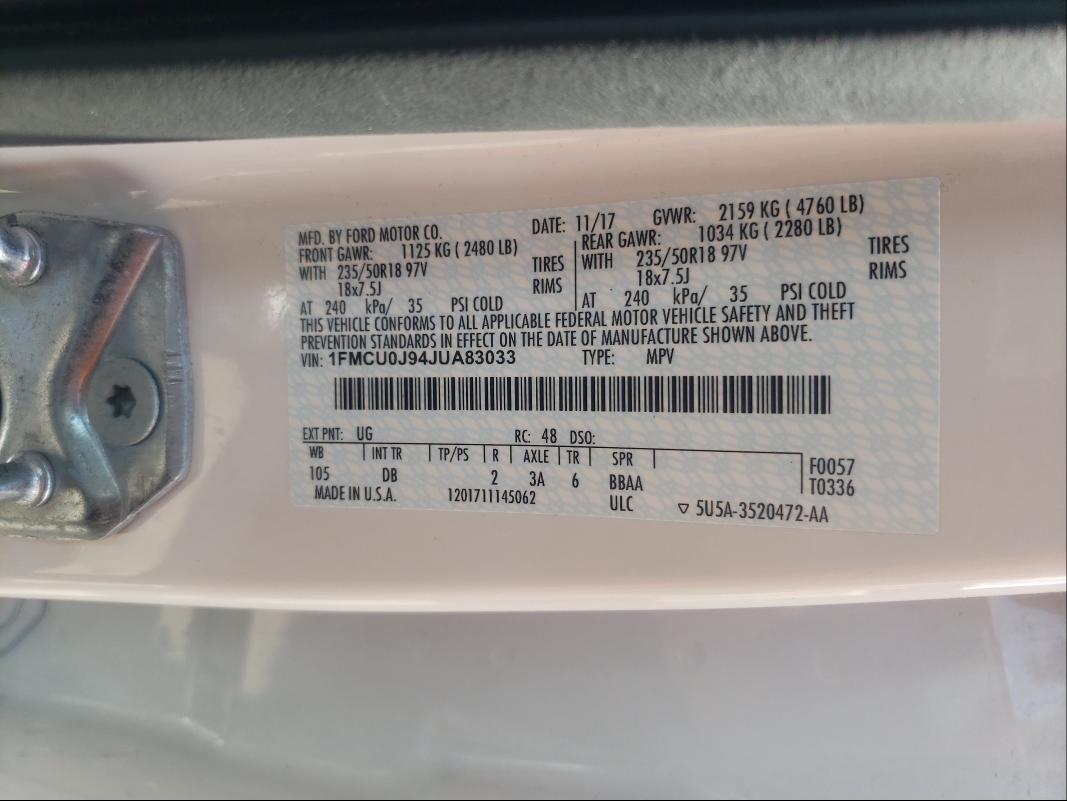 MFD. BY FORD MOTOR CO. DATE: 11/17 GVWR: 2159 KG ( 4760 LB)
FRONT GAWR: 1125 KG ( 2480 LB) REAR GAWR: 1034 KG ( 2280 LB)
WITH 235/50R18 97V TIRES WITH 235/50R18 97V TIRES
18x7.5J RIMS 18x7.5J RIMS
AT 240 kPa/ 35 PSI COLD AT 240 kPa/ 35 PSI COLD
THIS VEHICLE CONFORMS TO ALL APPLICABLE FEDERAL MOTOR VEHICLE SAFETY AND THEFT
PREVENTION STANDARDS IN EFFECT ON THE DATE OF MANUFACTURE SHOWN ABOVE.
VIN: 1FMCU0J94JUA83033 TYPE: MPV
EXT PNT: UG RC: 48 DSO:
WB INT TR TP/PS R AXLE TR SPR F0057
105 DB 2 3A 6 BBAA T0336
MADE IN U.S.A. 1201711145062 ULC ▽ 5U5A-3520472-AA